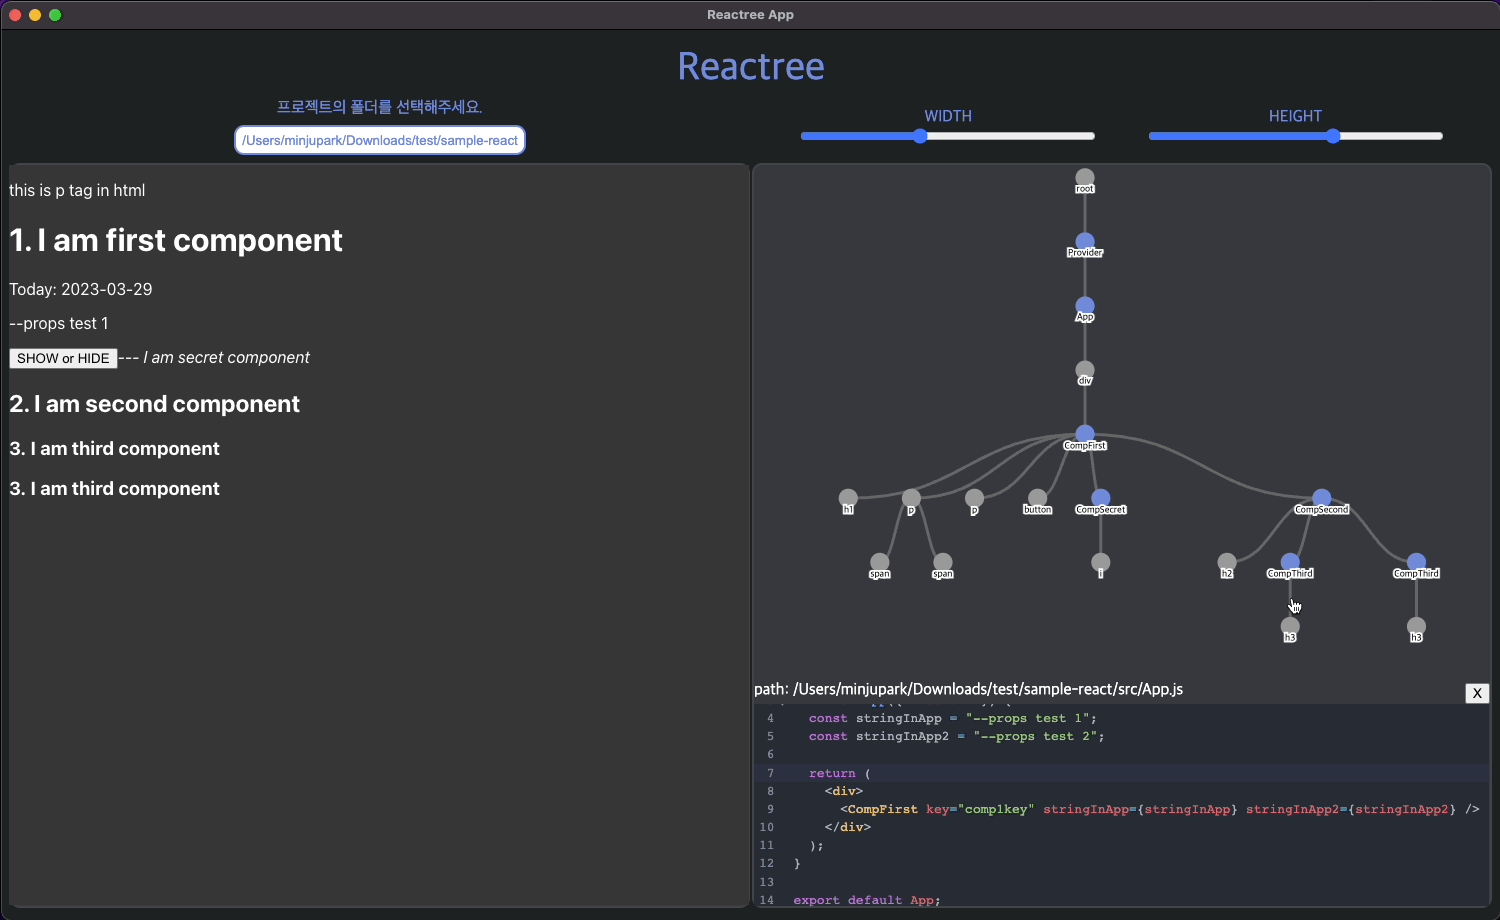 Reactree App
Reactree
프로젝트의 폴더를 선택해주세요.
/Users/minjupark/Downloads/test/sample-react
WIDTH
HEIGHT
this is p tag in html
1. I am first component
Today: 2023-03-29
--props test 1
SHOW or HIDE--- I am secret component
2. I am second component
3. I am third component
3. I am third component
root
Provider
App
div
CompFirst
h1 p p button CompSecret CompSecond
span span i h2 CompThird CompThird
h3 h3
path: /Users/minjupark/Downloads/test/sample-react/src/App.js
X
4 const stringInApp = "--props test 1";
5 const stringInApp2 = "--props test 2";
6
7 return (
8 <div>
9 <CompFirst key="comp1key" stringInApp={stringInApp} stringInApp2={stringInApp2} />
10 </div>
11 );
12 }
13
14 export default App;